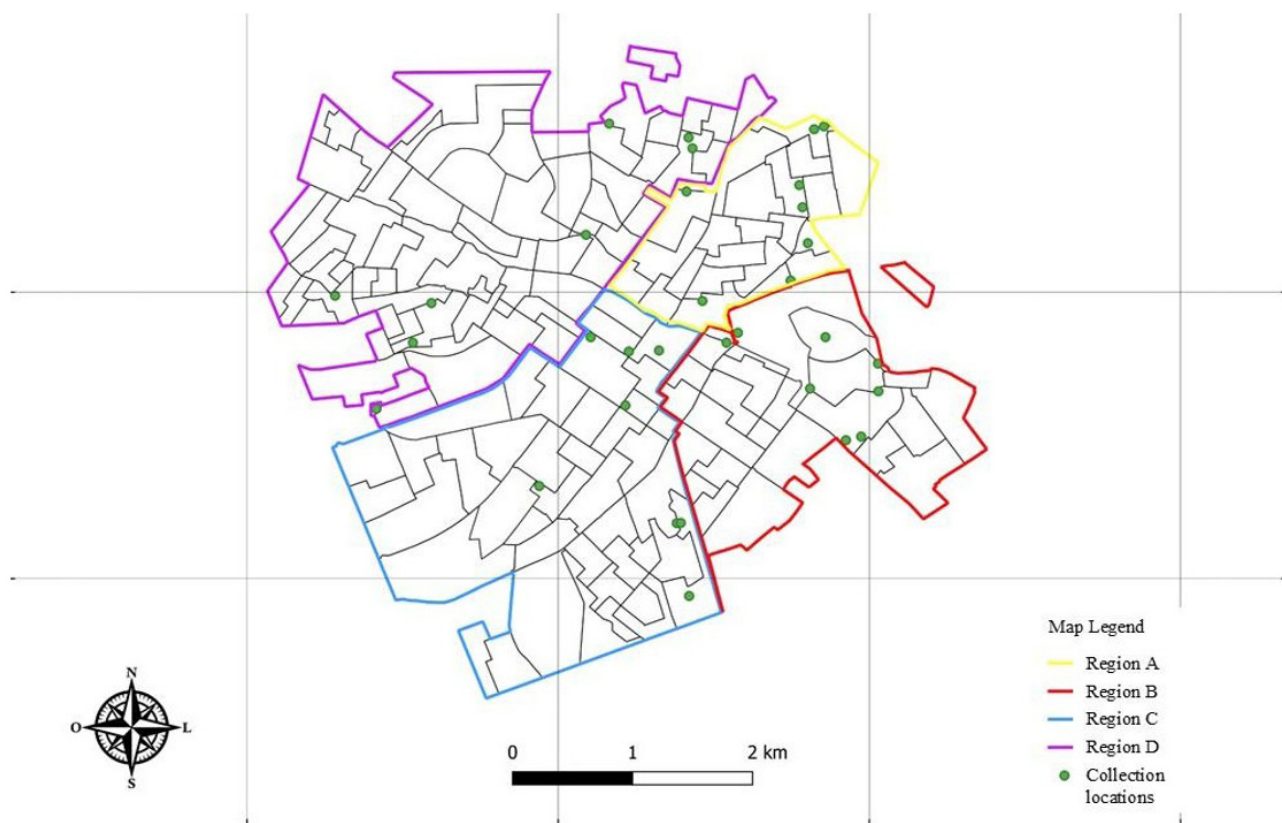 N
O
L
S
0 1 2 km
Map Legend
Region A
Region B
Region C
Region D
Collection
locations